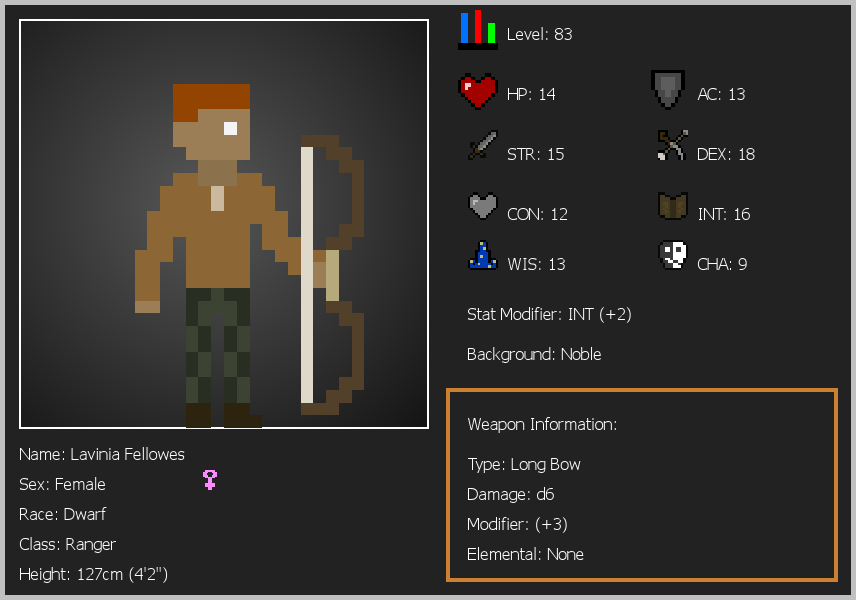 Level: 83
HP: 14
AC: 13
STR: 15
DEX: 18
CON: 12
INT: 16
WIS: 13
CHA: 9
Stat Modifier: INT (+2)
Background: Noble
Weapon Information:
Type: Long Bow
Damage: d6
Modifier: (+3)
Elemental: None
Name: Lavinia Fellowes
Sex: Female
Race: Dwarf
Class: Ranger
Height: 127cm (4'2")